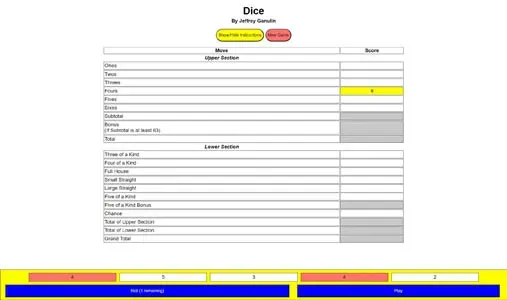 Dice
By Jeffrey Ganulin
Show/Hide Instructions New Game
Move Score
Upper Section
Ones
Twos
Threes
Fours 8
Fives
Sixes
Subtotal
Bonus
(If Subtotal is at least 63)
Total
Lower Section
Three of a Kind
Four of a Kind
Full House
Small Straight
Large Straight
Five of a Kind
Five of a Kind Bonus
Chance
Total of Upper Section
Total of Lower Section
Grand Total
4 5 3 4 2
Roll (1 remaining) Play